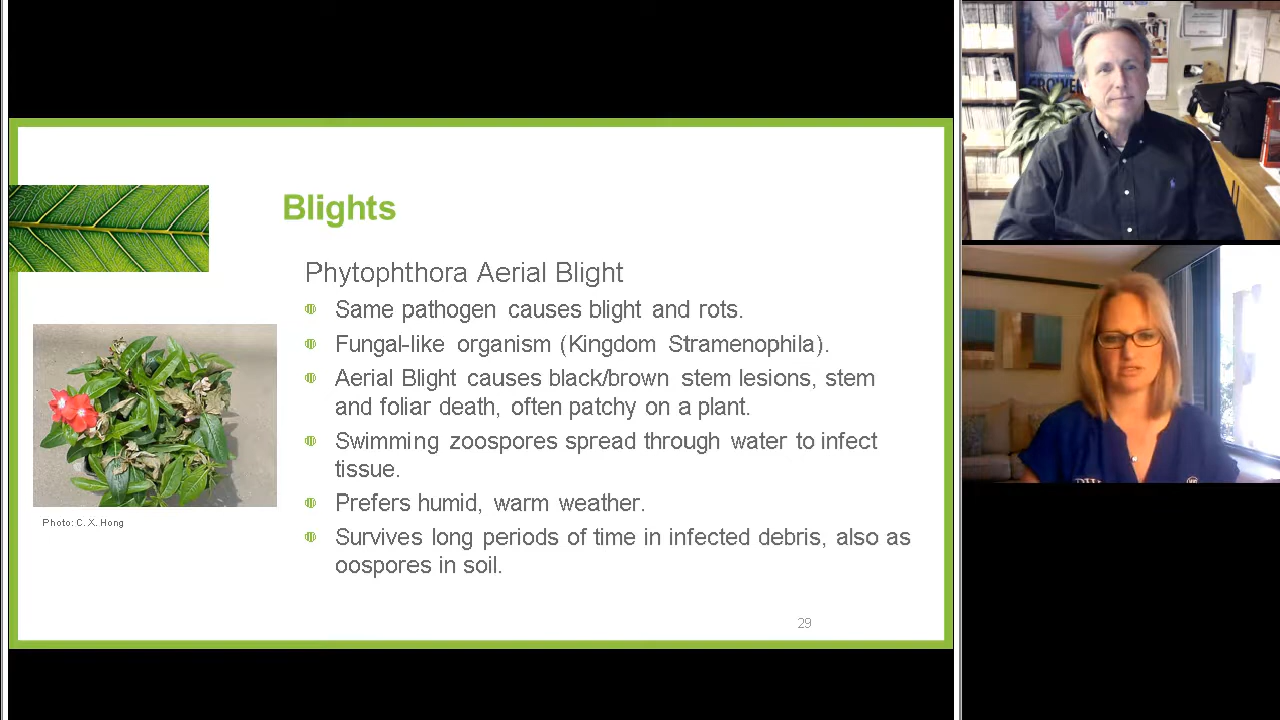 Blights
Phytophthora Aerial Blight
Same pathogen causes blight and rots.
Fungal-like organism (Kingdom Stramenophila).
Aerial Blight causes black/brown stem lesions, stem
and foliar death, often patchy on a plant.
Swimming zoospores spread through water to infect
tissue.
Prefers humid, warm weather.
Survives long periods of time in infected debris, also as
oospores in soil.
Photo: C. X. Hong
29